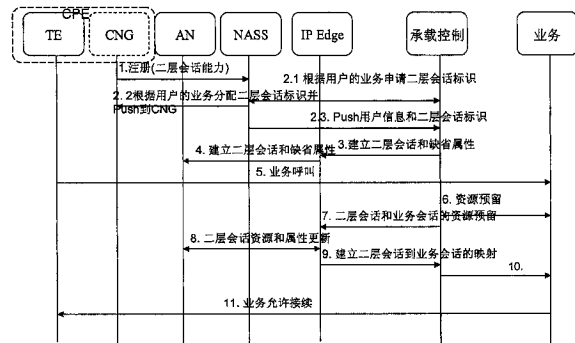 CPE
TE
CNG
AN
NASS
IP Edge
承载控制
业务
1.注册(二层会话能力)
2.1 根据用户的业务申请二层会话标识
2. 2根据用户的业务分配二层会话标识并
Push到CNG
2.3. Push用户信息和二层会话标识
3.建立二层会话和缺省属性
4. 建立二层会话和缺省属性
5. 业务呼叫
6. 资源预留
7. 二层会话和业务会话的资源预留
8. 二层会话资源和属性更新
9. 建立二层会话到业务会话的映射
10.
11. 业务允许接续